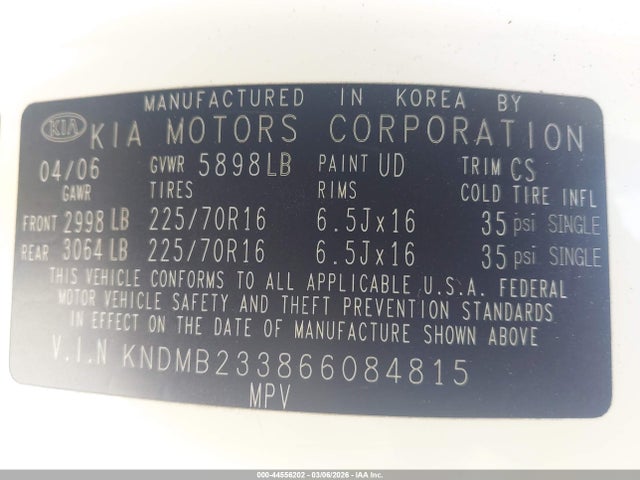 MANUFACTURED IN KOREA BY
KIA KIA MOTORS CORPORATION
04/06 GVWR 5898LB PAINT UD TRIM CS
GAWR TIRES RIMS COLD TIRE INFL
FRONT 2998 LB 225/70R16 6.5Jx16 35 psi SINGLE
REAR 3064 LB 225/70R16 6.5Jx16 35 psi SINGLE
THIS VEHICLE CONFORMS TO ALL APPLICABLE U.S.A. FEDERAL
MOTOR VEHICLE SAFETY AND THEFT PREVENTION STANDARDS
IN EFFECT ON THE DATE OF MANUFACTURE SHOWN ABOVE
V.I.N KNDMB233866084815
MPV
000-44556202 - 03/06/2026 - IAA Inc.